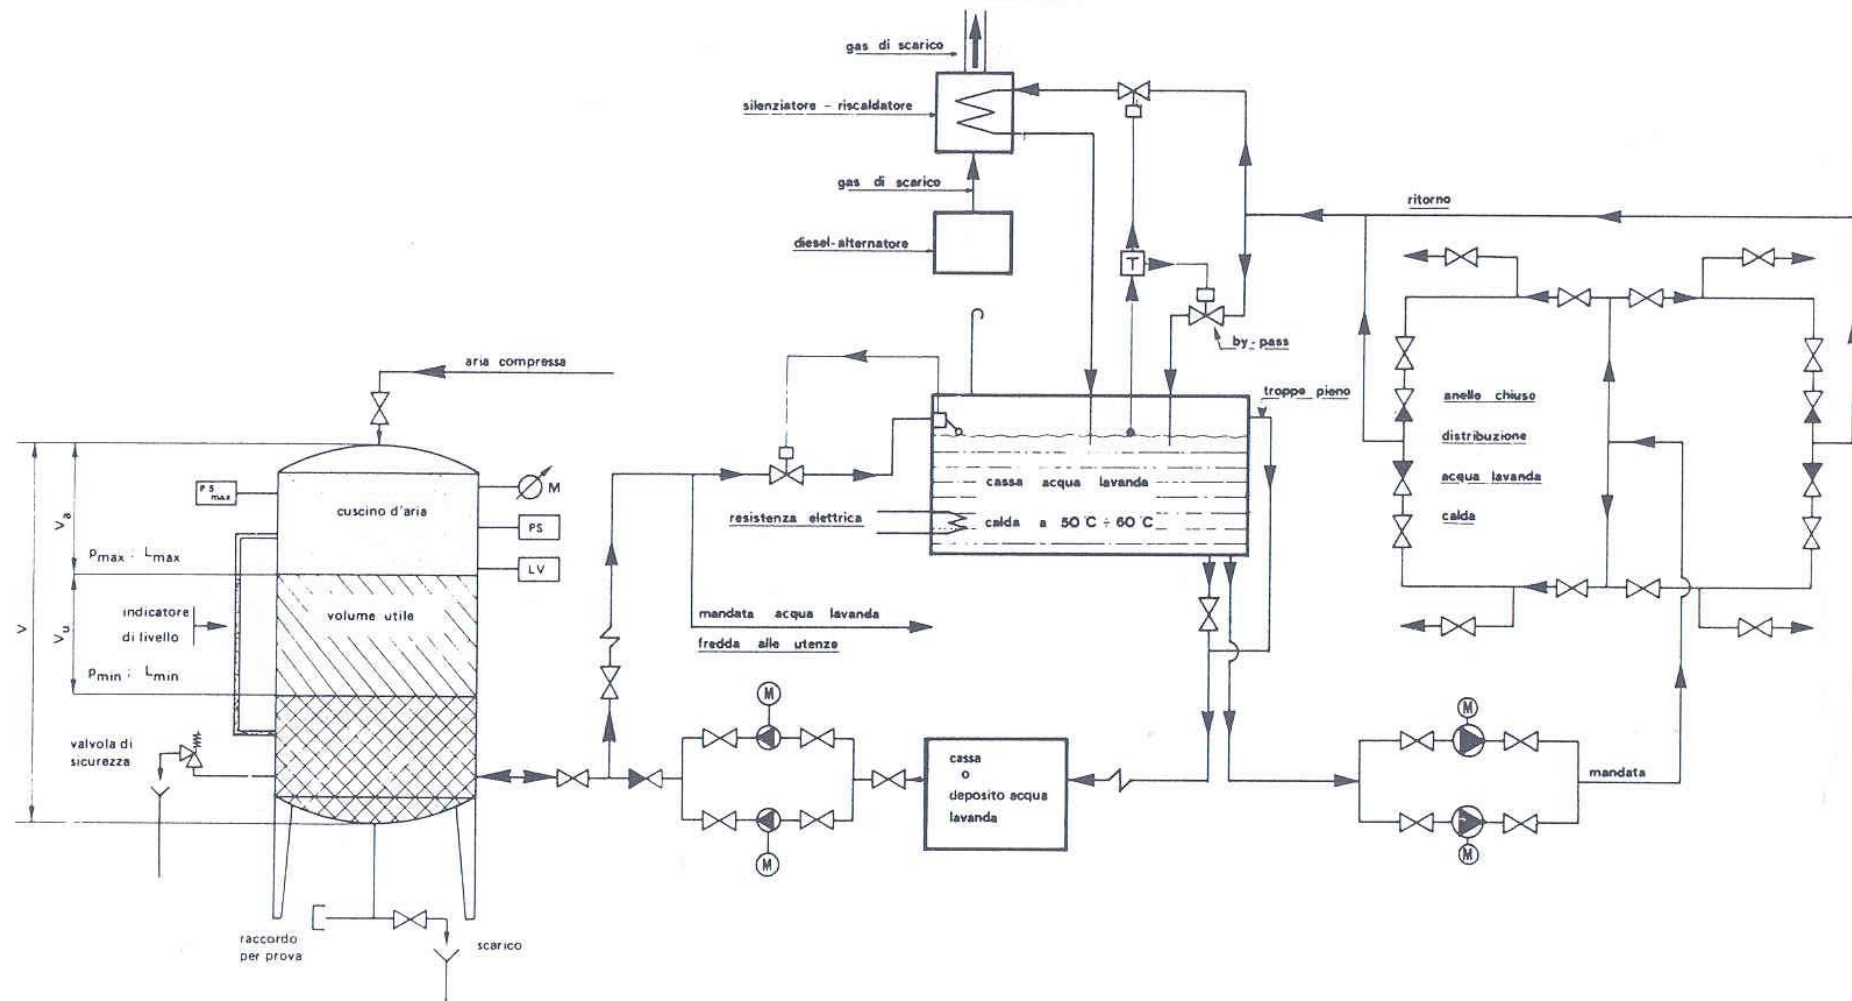 gas di scarico
silenziatore - riscaldatore
gas di scarico
diesel-alternatore
T
by-pass
ritorno
aria compressa
troppo pieno
anello chiuso
distribuzione
acqua lavanda
calda
PS max
M
cuscino d'aria
PS
LV
Va
Pmax ; Lmax
cassa acqua lavanda
calda a 50°C ÷ 60°C
resistenza elettrica
indicatore
di livello
volume utile
V
Vu
Pmin ; Lmin
mandata acqua lavanda
fredda alle utenze
valvola di
sicurezza
M
M
cassa
o
deposito acqua
lavanda
M
M
mandata
raccordo
per prova
scarico